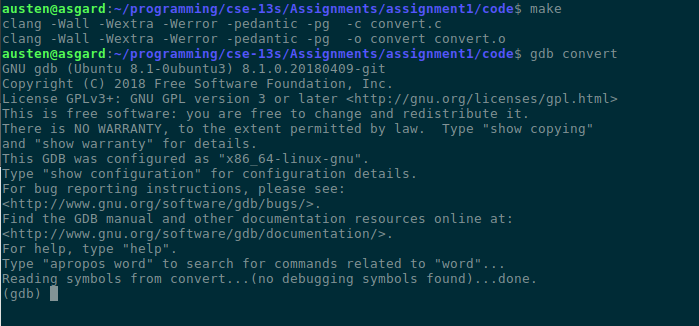 austen@asgard:~/programming/cse-13s/Assignments/assignment1/code$ make
clang -Wall -Wextra -Werror -pedantic -pg  -c convert.c
clang -Wall -Wextra -Werror -pedantic -pg  -o convert convert.o
austen@asgard:~/programming/cse-13s/Assignments/assignment1/code$ gdb convert
GNU gdb (Ubuntu 8.1-0ubuntu3) 8.1.0.20180409-git
Copyright (C) 2018 Free Software Foundation, Inc.
License GPLv3+: GNU GPL version 3 or later <http://gnu.org/licenses/gpl.html>
This is free software: you are free to change and redistribute it.
There is NO WARRANTY, to the extent permitted by law.  Type "show copying"
and "show warranty" for details.
This GDB was configured as "x86_64-linux-gnu".
Type "show configuration" for configuration details.
For bug reporting instructions, please see:
<http://www.gnu.org/software/gdb/bugs/>.
Find the GDB manual and other documentation resources online at:
<http://www.gnu.org/software/gdb/documentation/>.
For help, type "help".
Type "apropos word" to search for commands related to "word"...
Reading symbols from convert...(no debugging symbols found)...done.
(gdb)